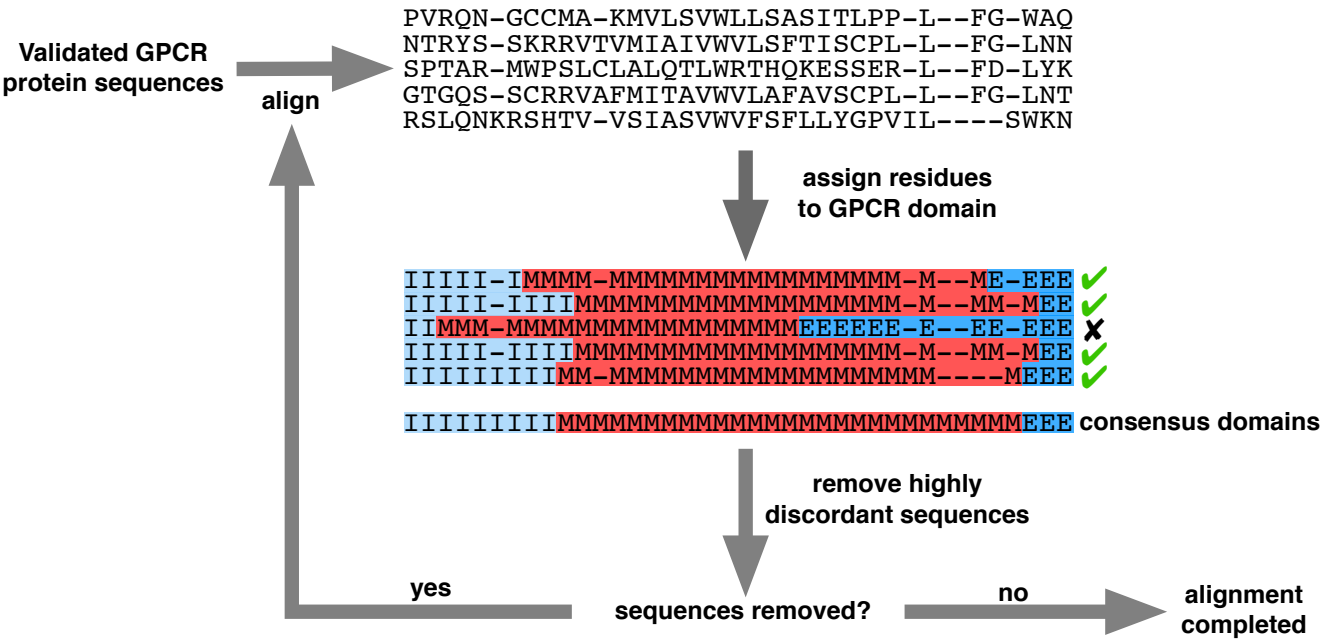 Validated GPCR
protein sequences
align
PVRQN-GCCMA-KMVLSVWLLSASITLPP-L--FG-WAQ
NTRYS-SKRRVTVMIAIVWVLSFTISCPL-L--FG-LNN
SPTAR-MWPSLCLALQTLWRTHQKESSER-L--FD-LYK
GTGQS-SCRRVAFMITAVWVLAFAVSCPL-L--FG-LNT
RSLQNKRSHTV-VSIASVWVFSFLLYGPVIL----SWKN
assign residues
to GPCR domain
IIIII-IMMMM-MMMMMMMMMMMMMMMMM-M--ME-EEE
IIIII-IIIIMMMMMMMMMMMMMMMMMMM-M--MM-MEE
IIMMM-MMMMMMMMMMMMMMMMMEEEEEE-E--EE-EEE
IIIII-IIIIMMMMMMMMMMMMMMMMMMM-M--MM-MEE
IIIIIIIIIMM-MMMMMMMMMMMMMMMMMMM----MEEE
IIIIIIIIIMMMMMMMMMMMMMMMMMMMMMMMMMMMEEE consensus domains
remove highly
discordant sequences
yes
sequences removed?
no
alignment
completed